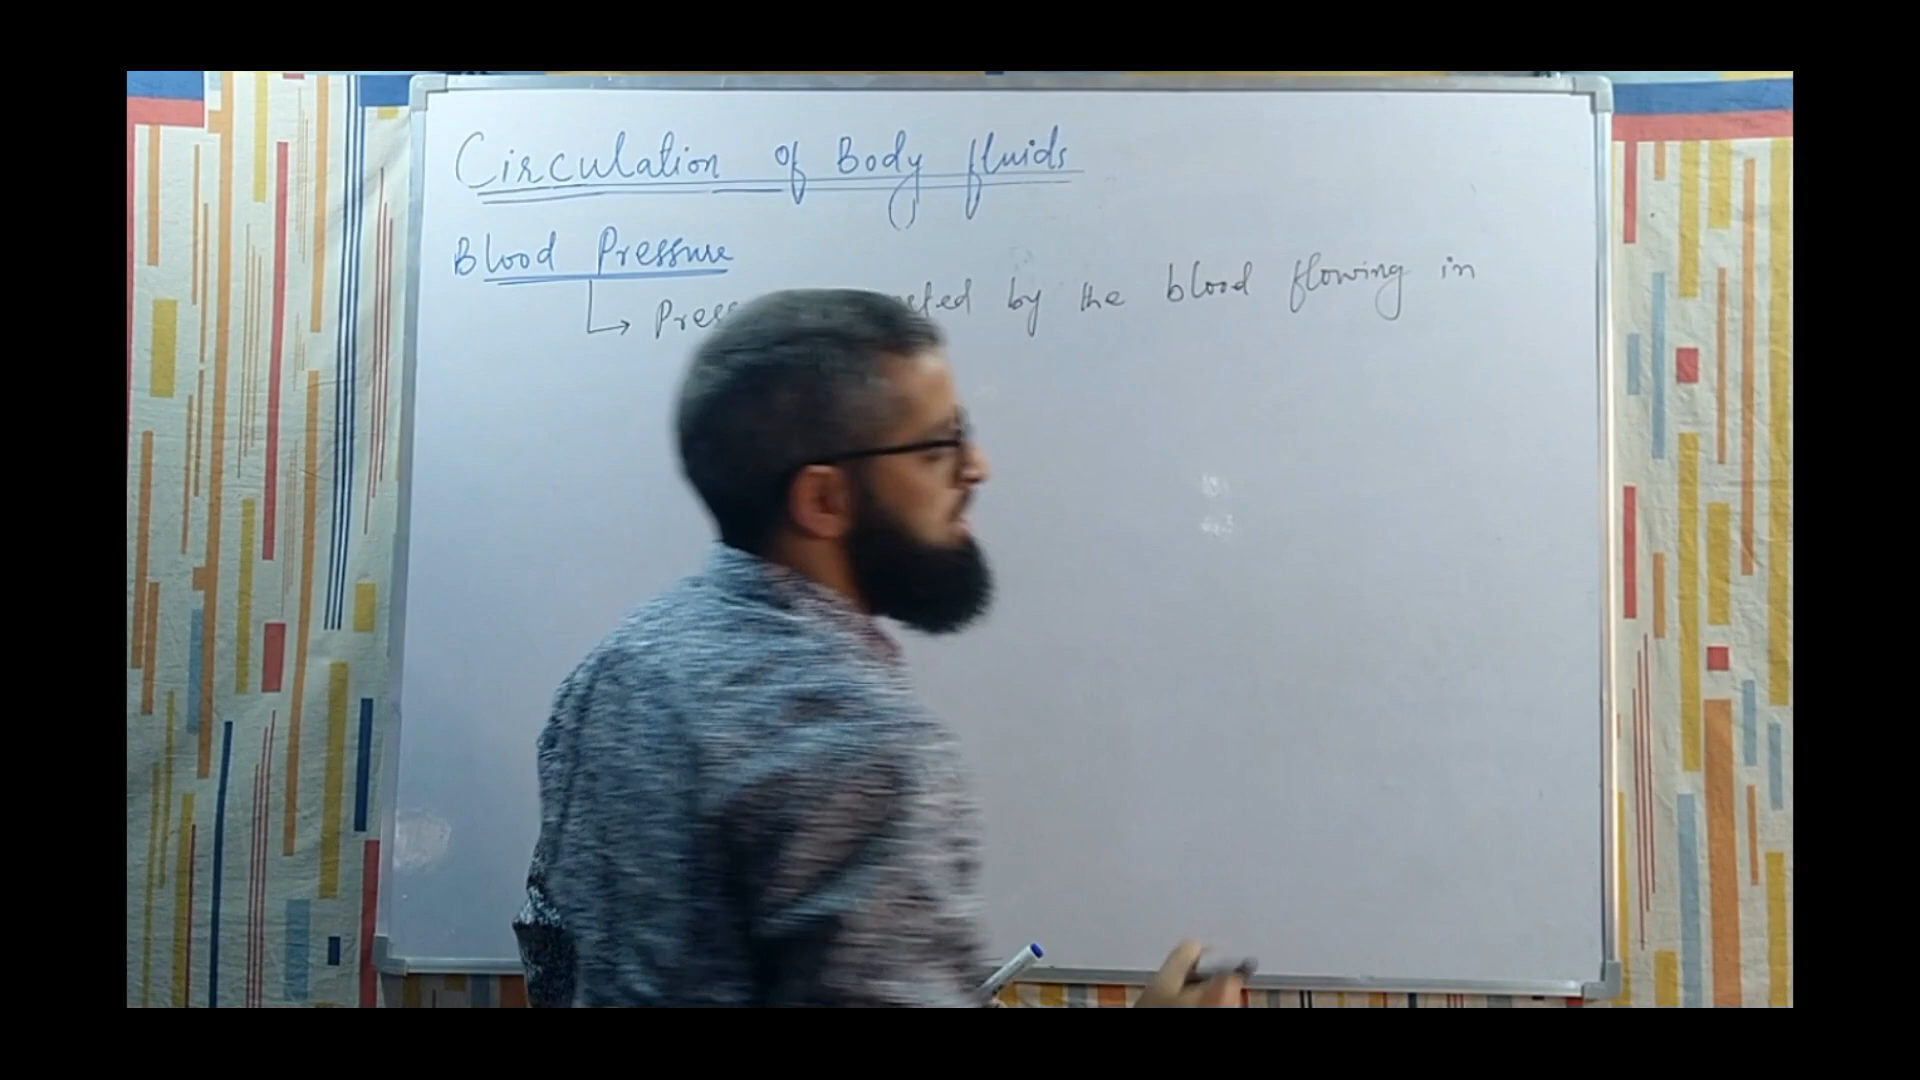 Circulation of Body fluids
Blood Pressure
by the blood flowing in